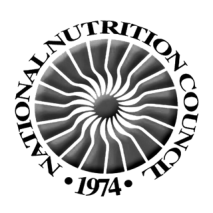 NATIONAL NUTRITION COUNCIL
• 1974 •